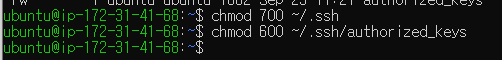 ubuntu@ip-172-31-41-68:~$ chmod 700 ~/.ssh
ubuntu@ip-172-31-41-68:~$ chmod 600 ~/.ssh/authorized_keys
ubuntu@ip-172-31-41-68:~$